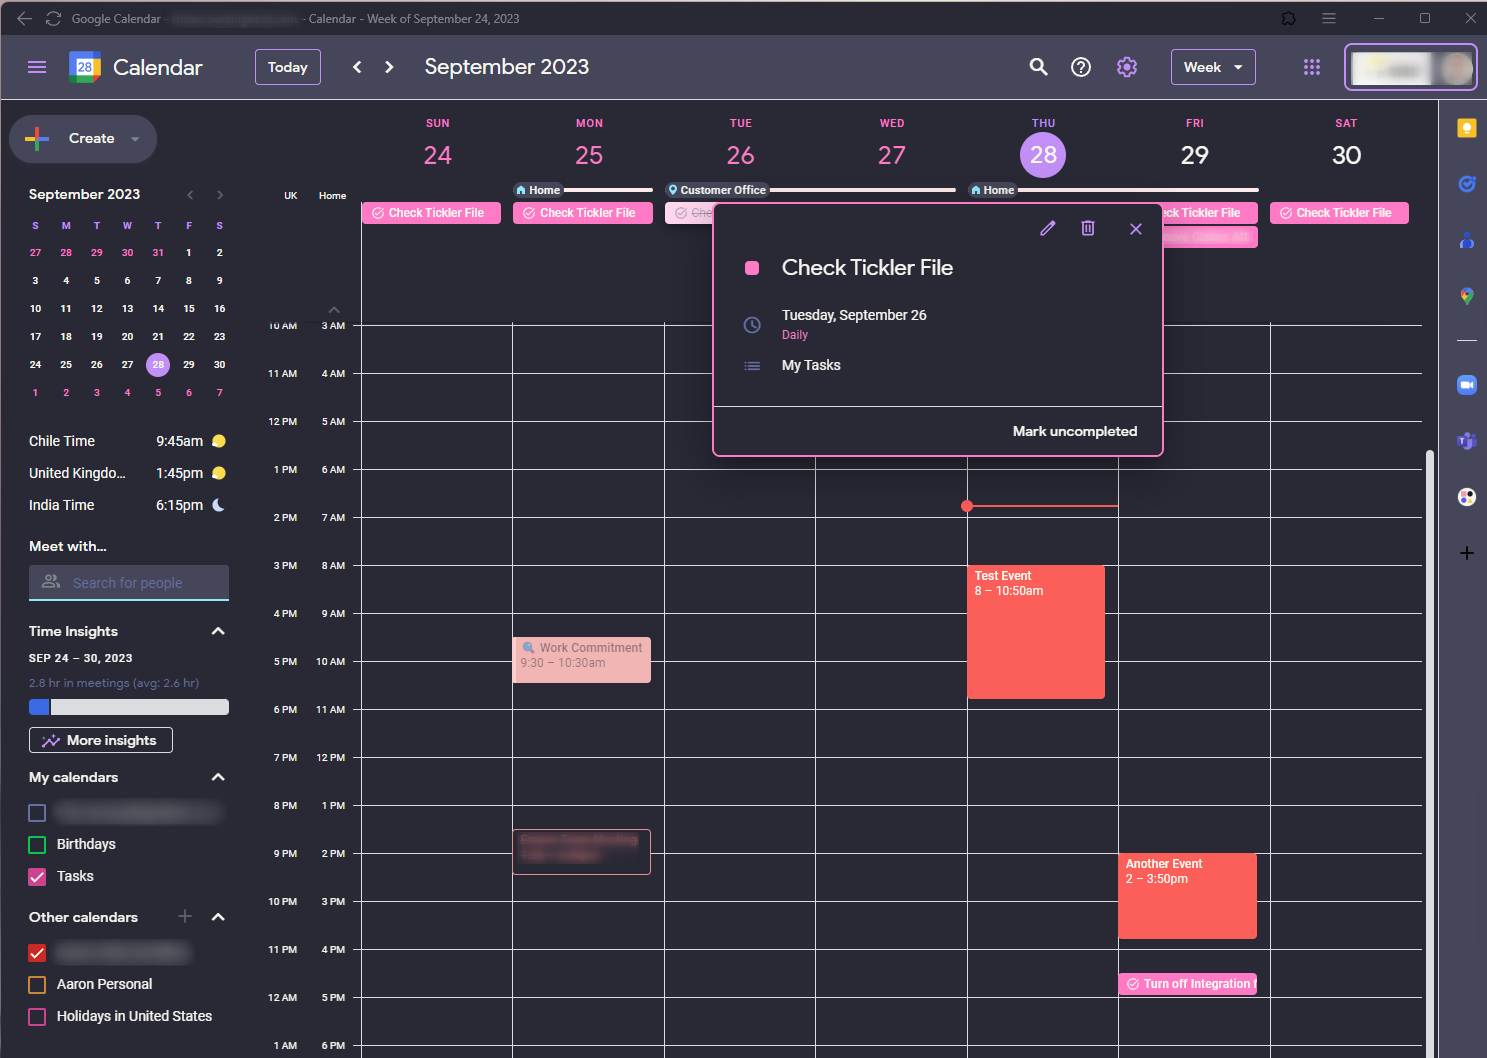 Google Calendar - - Calendar - Week of September 24, 2023
28 Calendar
Today
September 2023
Week
Create
SUN MON TUE WED THU FRI SAT
24 25 26 27 28 29 30
September 2023
UK Home
Home Customer Office Home
Check Tickler File Check Tickler File Che ck Tickler File Check Tickler File
S M T W T F S
27 28 29 30 31 1 2
3 4 5 6 7 8 9
10 11 12 13 14 15 16
17 18 19 20 21 22 23
24 25 26 27 28 29 30
1 2 3 4 5 6 7
Check Tickler File
Tuesday, September 26
Daily
My Tasks
Mark uncompleted
Chile Time 9:45am
United Kingdo... 1:45pm
India Time 6:15pm
Meet with...
Search for people
Time Insights
SEP 24 – 30, 2023
2.8 hr in meetings (avg: 2.6 hr)
More insights
My calendars
Birthdays
Tasks
Other calendars
Aaron Personal
Holidays in United States
10 AM 3 AM
11 AM 4 AM
12 PM 5 AM
1 PM 6 AM
2 PM 7 AM
3 PM 8 AM
4 PM 9 AM
5 PM 10 AM
6 PM 11 AM
7 PM 12 PM
8 PM 1 PM
9 PM 2 PM
10 PM 3 PM
11 PM 4 PM
12 AM 5 PM
1 AM 6 PM
Work Commitment
9:30 – 10:30am
Test Event
8 – 10:50am
Another Event
2 – 3:50pm
Turn off Integration f